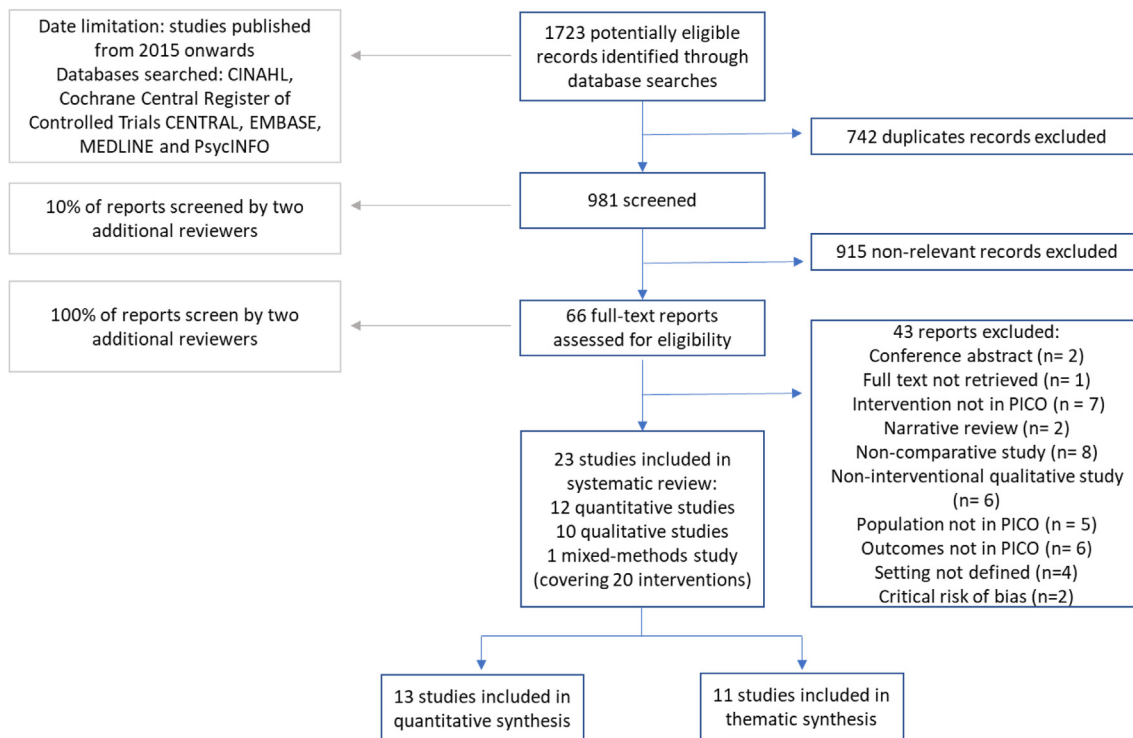 Date limitation: studies published
from 2015 onwards
Databases searched: CINAHL,
Cochrane Central Register of
Controlled Trials CENTRAL, EMBASE,
MEDLINE and PsycINFO
1723 potentially eligible
records identified through
database searches
742 duplicates records excluded
10% of reports screened by two
additional reviewers
981 screened
915 non-relevant records excluded
100% of reports screen by two
additional reviewers
66 full-text reports
assessed for eligibility
43 reports excluded:
Conference abstract (n= 2)
Full text not retrieved (n= 1)
Intervention not in PICO (n = 7)
Narrative review (n= 2)
Non-comparative study (n= 8)
Non-interventional qualitative study
(n= 6)
Population not in PICO (n = 5)
Outcomes not in PICO (n= 6)
Setting not defined (n=4)
Critical risk of bias (n=2)
23 studies included in
systematic review:
12 quantitative studies
10 qualitative studies
1 mixed-methods study
(covering 20 interventions)
13 studies included in
quantitative synthesis
11 studies included in
thematic synthesis